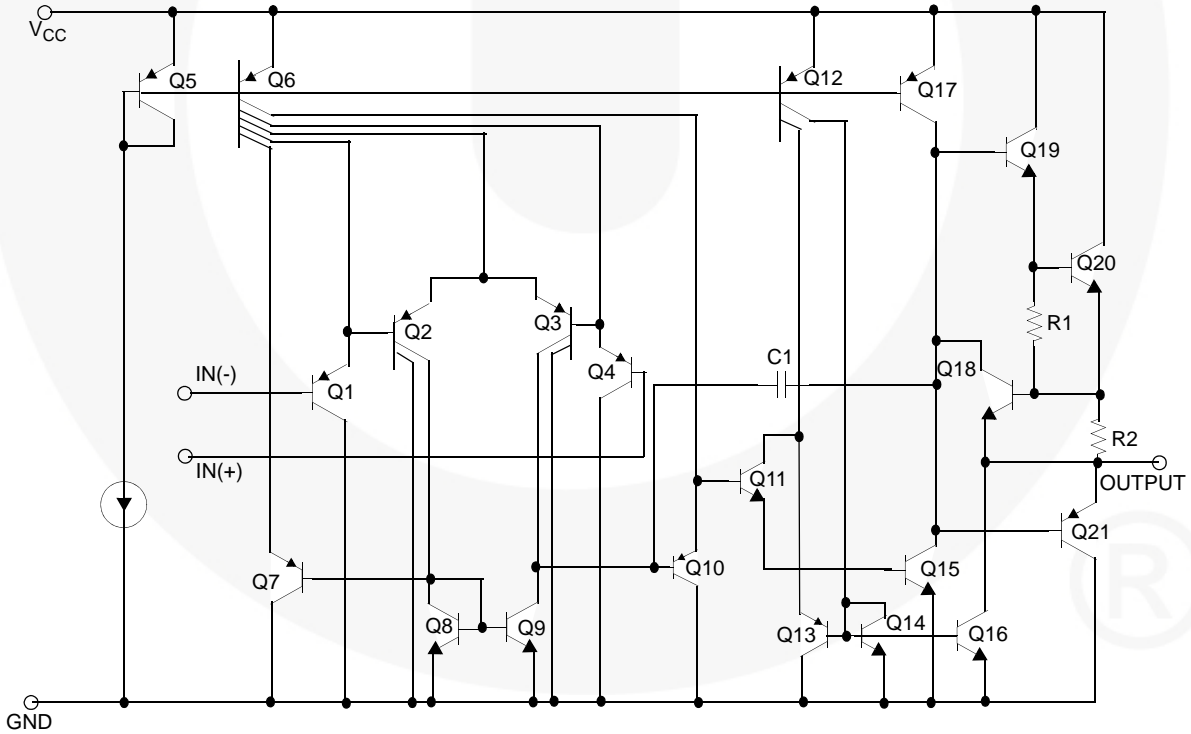 VCC
Q5
Q6
Q12
Q17
Q19
Q20
R1
Q2
Q3
Q4
C1
Q18
IN(-)
Q1
R2
IN(+)
Q11
OUTPUT
Q7
Q10
Q15
Q21
Q8
Q9
Q13
Q14
Q16
GND
®